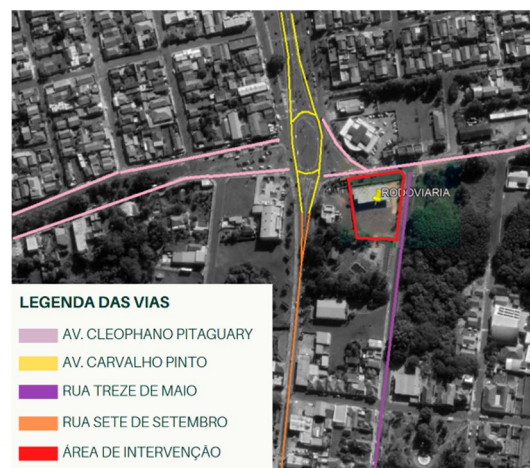 RODOVIARIA
LEGENDA DAS VIAS
AV. CLEOPHANO PITAGUARY
AV. CARVALHO PINTO
RUA TREZE DE MAIO
RUA SETE DE SETEMBRO
ÁREA DE INTERVENÇÃO